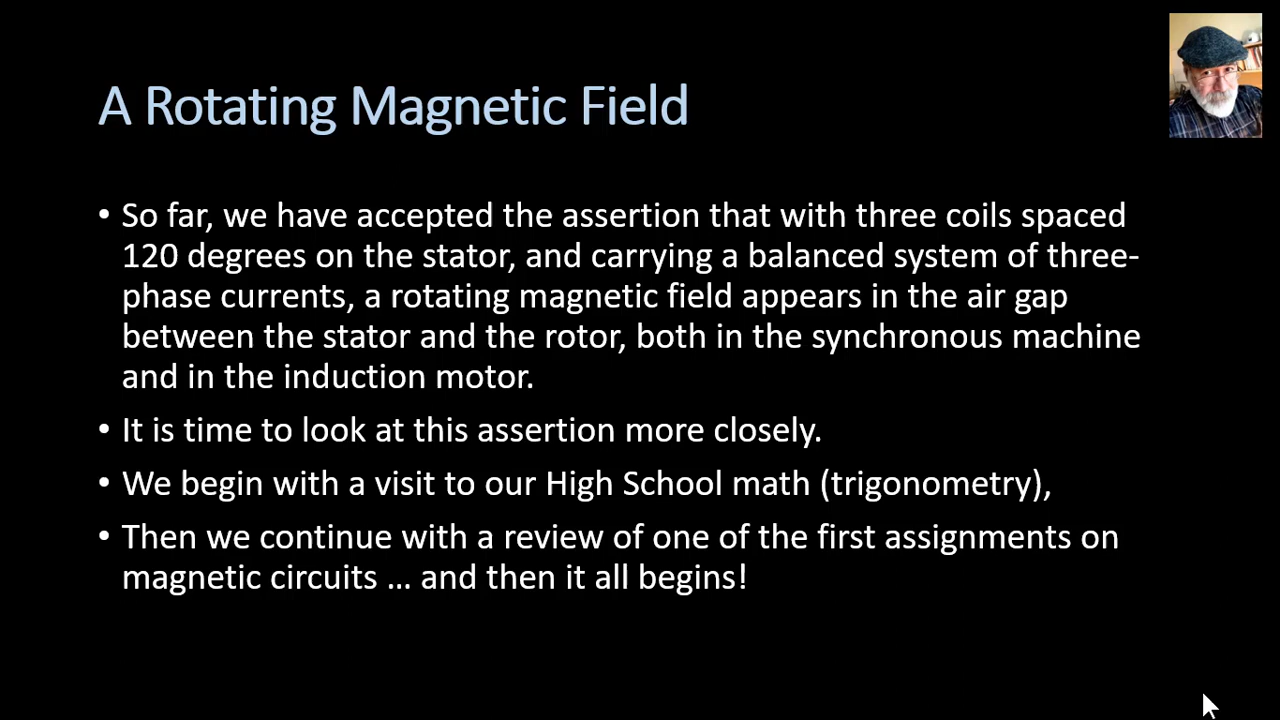 A Rotating Magnetic Field
• So far, we have accepted the assertion that with three coils spaced
120 degrees on the stator, and carrying a balanced system of three-
phase currents, a rotating magnetic field appears in the air gap
between the stator and the rotor, both in the synchronous machine
and in the induction motor.
• It is time to look at this assertion more closely.
• We begin with a visit to our High School math (trigonometry),
• Then we continue with a review of one of the first assignments on
magnetic circuits ... and then it all begins!